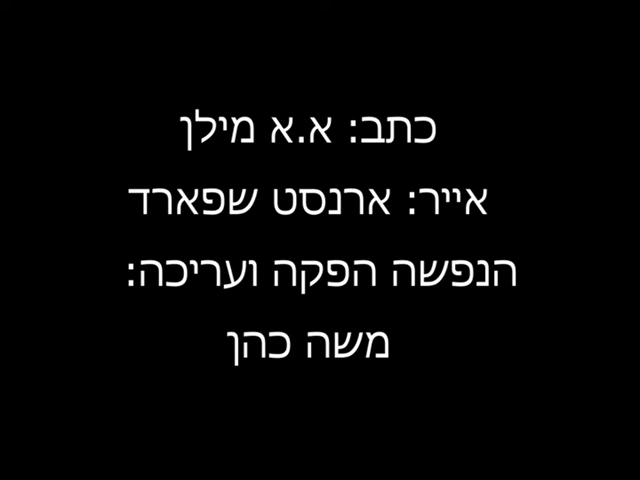 כתב: א.א מילן
אייר: ארנסט שפארד
הנפשה הפקה ועריכה:
משה כהן